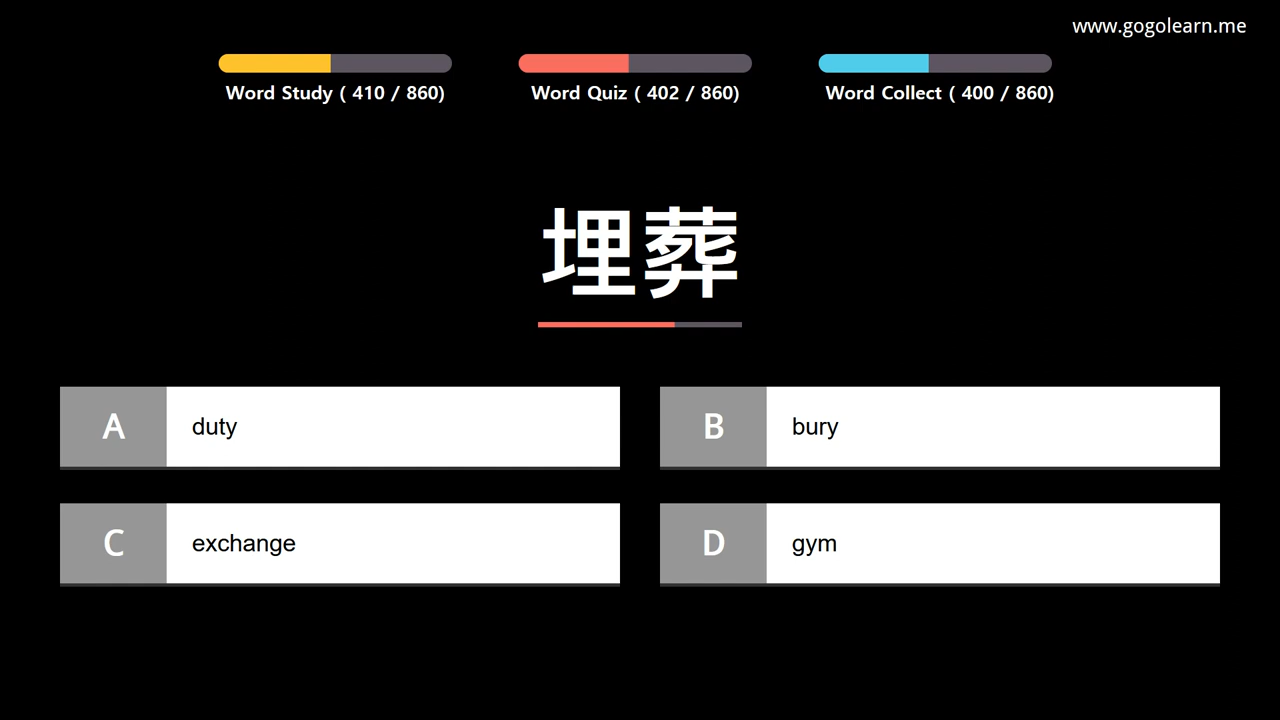 www.gogolearn.me
Word Study ( 410 / 860)
Word Quiz ( 402 / 860)
Word Collect ( 400 / 860)
埋葬
A duty
B bury
C exchange
D gym